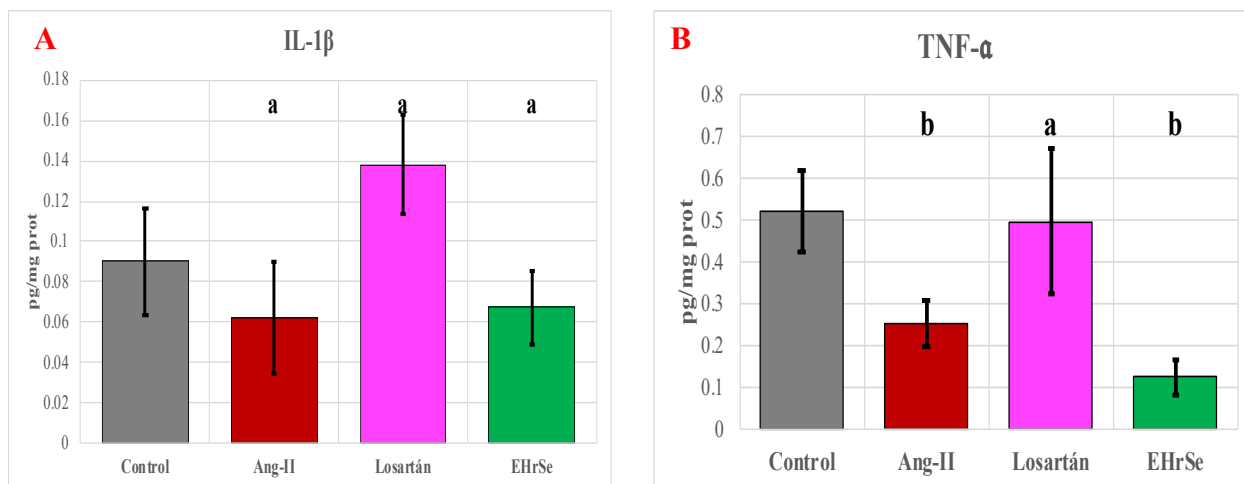 A
IL-1β
pg/mg prot
0.18
0.16
0.14
0.12
0.1
0.08
0.06
0.04
0.02
0
a a a
Control Ang-II Losartán EHrSe
B
TNF-α
pg/mg prot
0.8
0.7
0.6
0.5
0.4
0.3
0.2
0.1
0
b a b
Control Ang-II Losartán EHrSe